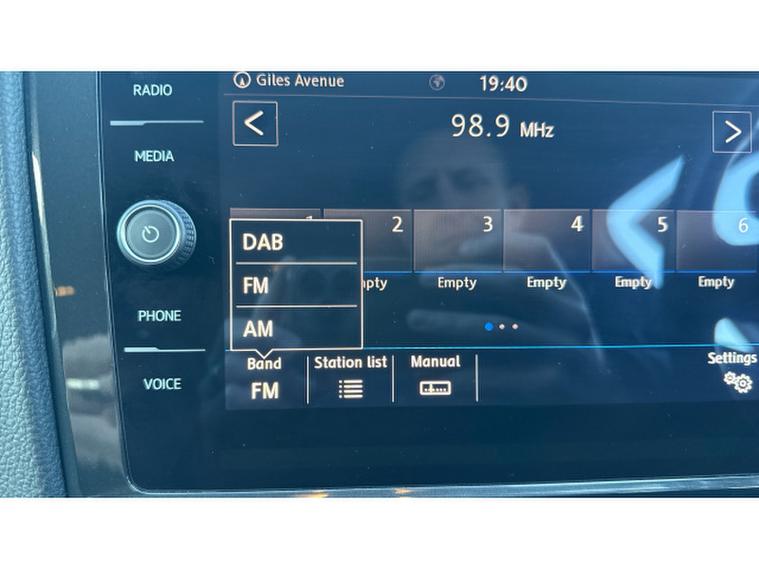 RADIO
Giles Avenue
19:40
98.9 MHz
MEDIA
2
3
4
5
6
DAB
FM
AM
Empty
Empty
Empty
Empty
PHONE
Band
FM
Station list
Manual
Settings
VOICE